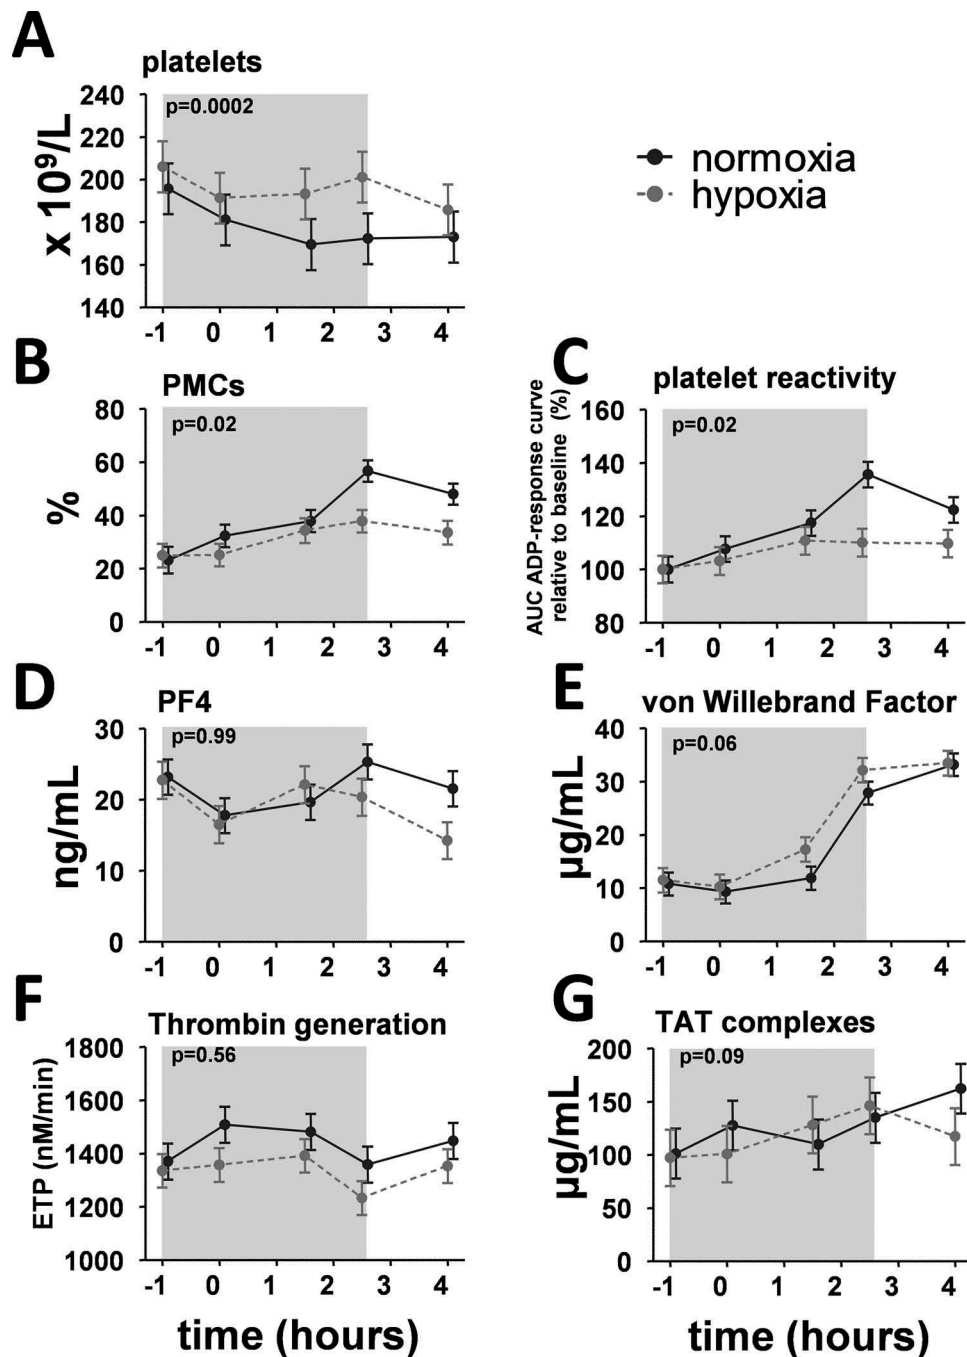 A
platelets
x 10⁹/L
240
220
200
180
160
140
p=0.0002
-1 0 1 2 3 4
normoxia
hypoxia
B
PMCs
%
80
60
40
20
0
p=0.02
-1 0 1 2 3 4
C
platelet reactivity
AUC ADP-response curve
relative to baseline (%)
160
140
120
100
80
p=0.02
-1 0 1 2 3 4
D
PF4
ng/mL
30
20
10
0
p=0.99
-1 0 1 2 3 4
E
von Willebrand Factor
µg/mL
40
30
20
10
0
p=0.06
-1 0 1 2 3 4
F
Thrombin generation
ETP (nM/min)
1800
1600
1400
1200
1000
p=0.56
-1 0 1 2 3 4
time (hours)
G
TAT complexes
µg/mL
200
150
100
50
0
p=0.09
-1 0 1 2 3 4
time (hours)